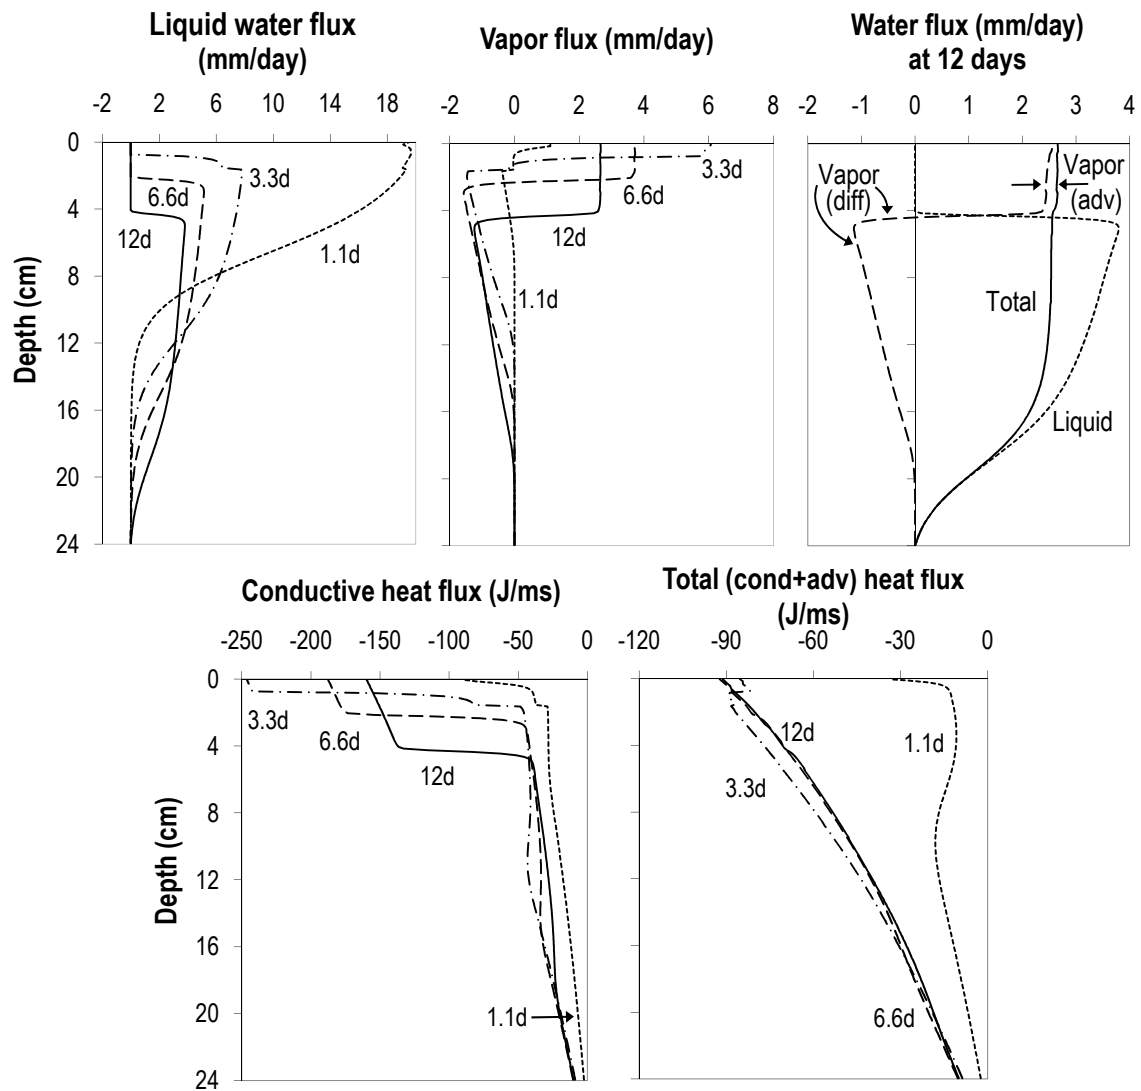 Liquid water flux
(mm/day)
-2 2 6 10 14 18
Vapor flux (mm/day)
-2 0 2 4 6 8
Water flux (mm/day)
at 12 days
-2 -1 0 1 2 3 4
Depth (cm)
0
4
8
12
16
20
24
3.3d
6.6d
12d
1.1d
3.3d
6.6d
12d
1.1d
Vapor
(diff)
Vapor
(adv)
Total
Liquid
Conductive heat flux (J/ms)
-250 -200 -150 -100 -50 0
Total (cond+adv) heat flux
(J/ms)
-120 -90 -60 -30 0
Depth (cm)
0
4
8
12
16
20
24
3.3d
6.6d
12d
1.1d
12d
1.1d
3.3d
6.6d